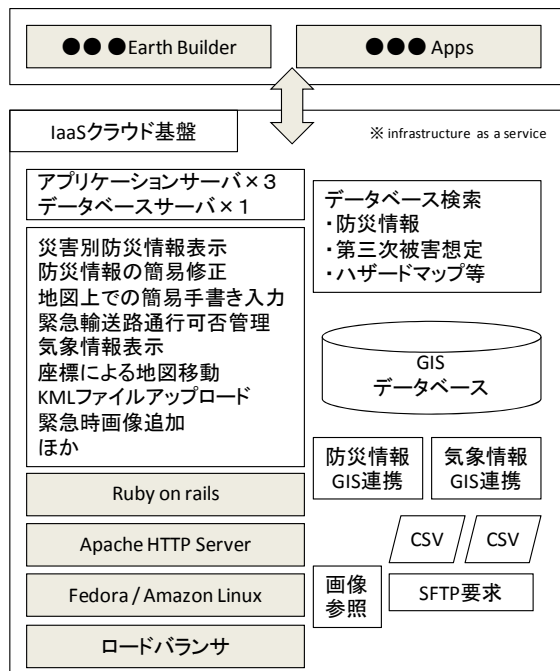 ●●●Earth Builder
●●● Apps
IaaSクラウド基盤
※ infrastructure as a service
アプリケーションサーバ×3
データベースサーバ×1
災害別防災情報表示
防災情報の簡易修正
地図上での簡易手書き入力
緊急輸送路通行可否管理
気象情報表示
座標による地図移動
KMLファイルアップロード
緊急時画像追加
ほか
Ruby on rails
Apache HTTP Server
Fedora / Amazon Linux
ロードバランサ
データベース検索
・防災情報
・第三次被害想定
・ハザードマップ等
GIS
データベース
防災情報
GIS連携
気象情報
GIS連携
CSV
CSV
画像
参照
SFTP要求